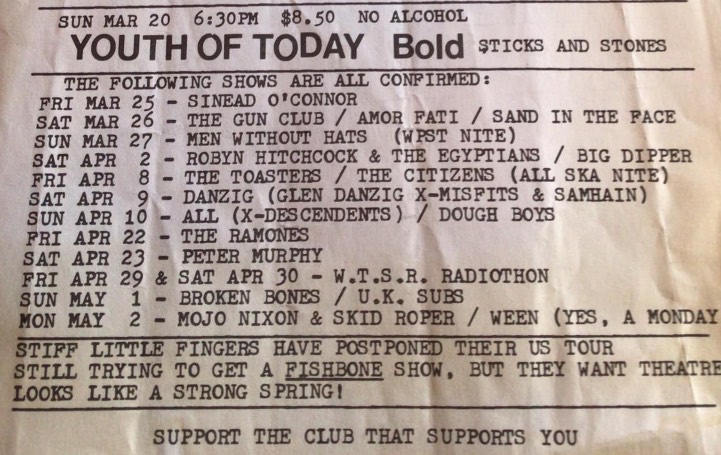 SUN MAR 20 6:30PM $8.50 NO ALCOHOL
YOUTH OF TODAY Bold STICKS AND STONES
THE FOLLOWING SHOWS ARE ALL CONFIRMED:
FRI MAR 25 - SINEAD O'CONNOR
SAT MAR 26 - THE GUN CLUB / AMOR FATI / SAND IN THE FACE
SUN MAR 27 - MEN WITHOUT HATS (WPST NITE)
SAT APR 2 - ROBYN HITCHCOCK & THE EGYPTIANS / BIG DIPPER
FRI APR 8 - THE TOASTERS / THE CITIZENS (ALL SKA NITE)
SAT APR 9 - DANZIG (GLEN DANZIG X-MISFITS & SAMHAIN)
SUN APR 10 - ALL (X-DESCENDENTS) / DOUGH BOYS
FRI APR 22 - THE RAMONES
SAT APR 23 - PETER MURPHY
FRI APR 29 & SAT APR 30 - W.T.S.R. RADIOTHON
SUN MAY 1 - BROKEN BONES / U.K. SUBS
MON MAY 2 - MOJO NIXON & SKID ROPER / WEEN (YES, A MONDAY
STIFF LITTLE FINGERS HAVE POSTPONED THEIR US TOUR
STILL TRYING TO GET A FISHBONE SHOW, BUT THEY WANT THEATRE
LOOKS LIKE A STRONG SPRING!
SUPPORT THE CLUB THAT SUPPORTS YOU